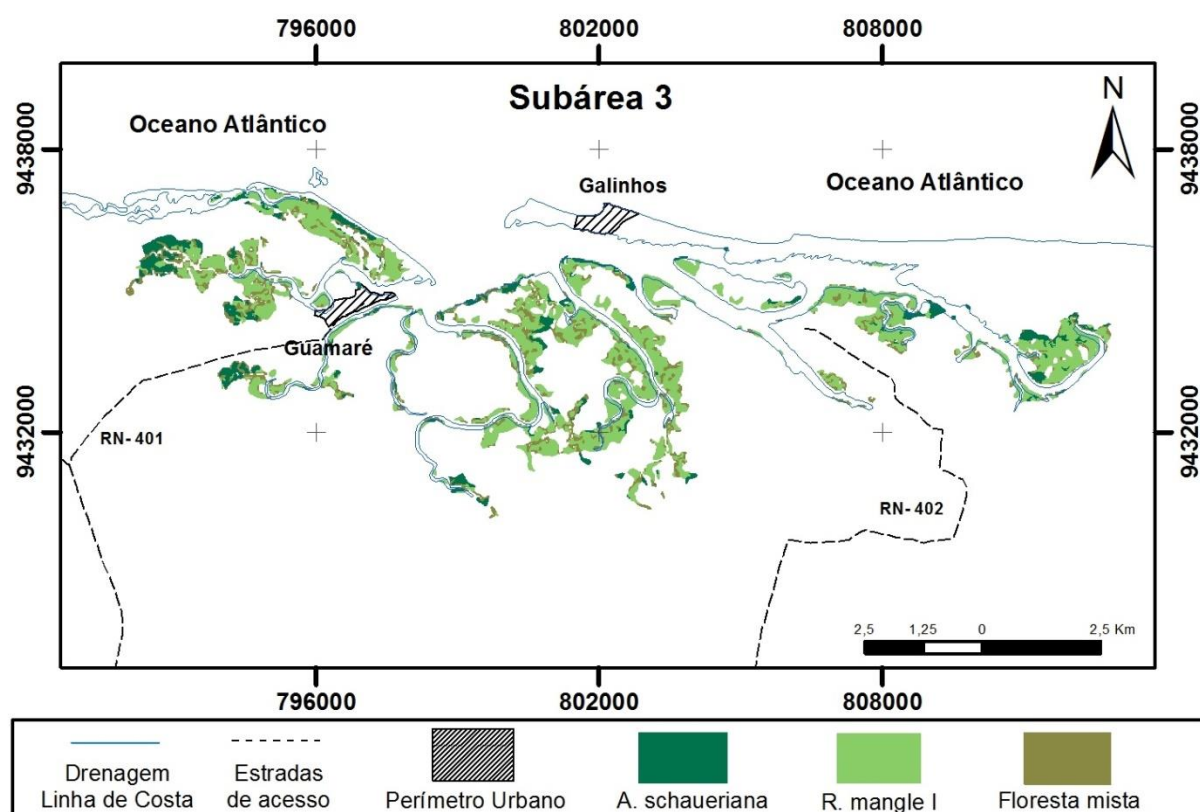 796000 802000 808000
Subárea 3
N
Oceano Atlântico
9438000
9438000
Galinhos
Oceano Atlântico
Guamaré
9432000
9432000
RN- 401
RN- 402
2,5 1,25 0 2,5 Km
796000 802000 808000
Drenagem
Linha de Costa
Estradas
de acesso
Perímetro Urbano
A. schaueriana
R. mangle I
Floresta mista